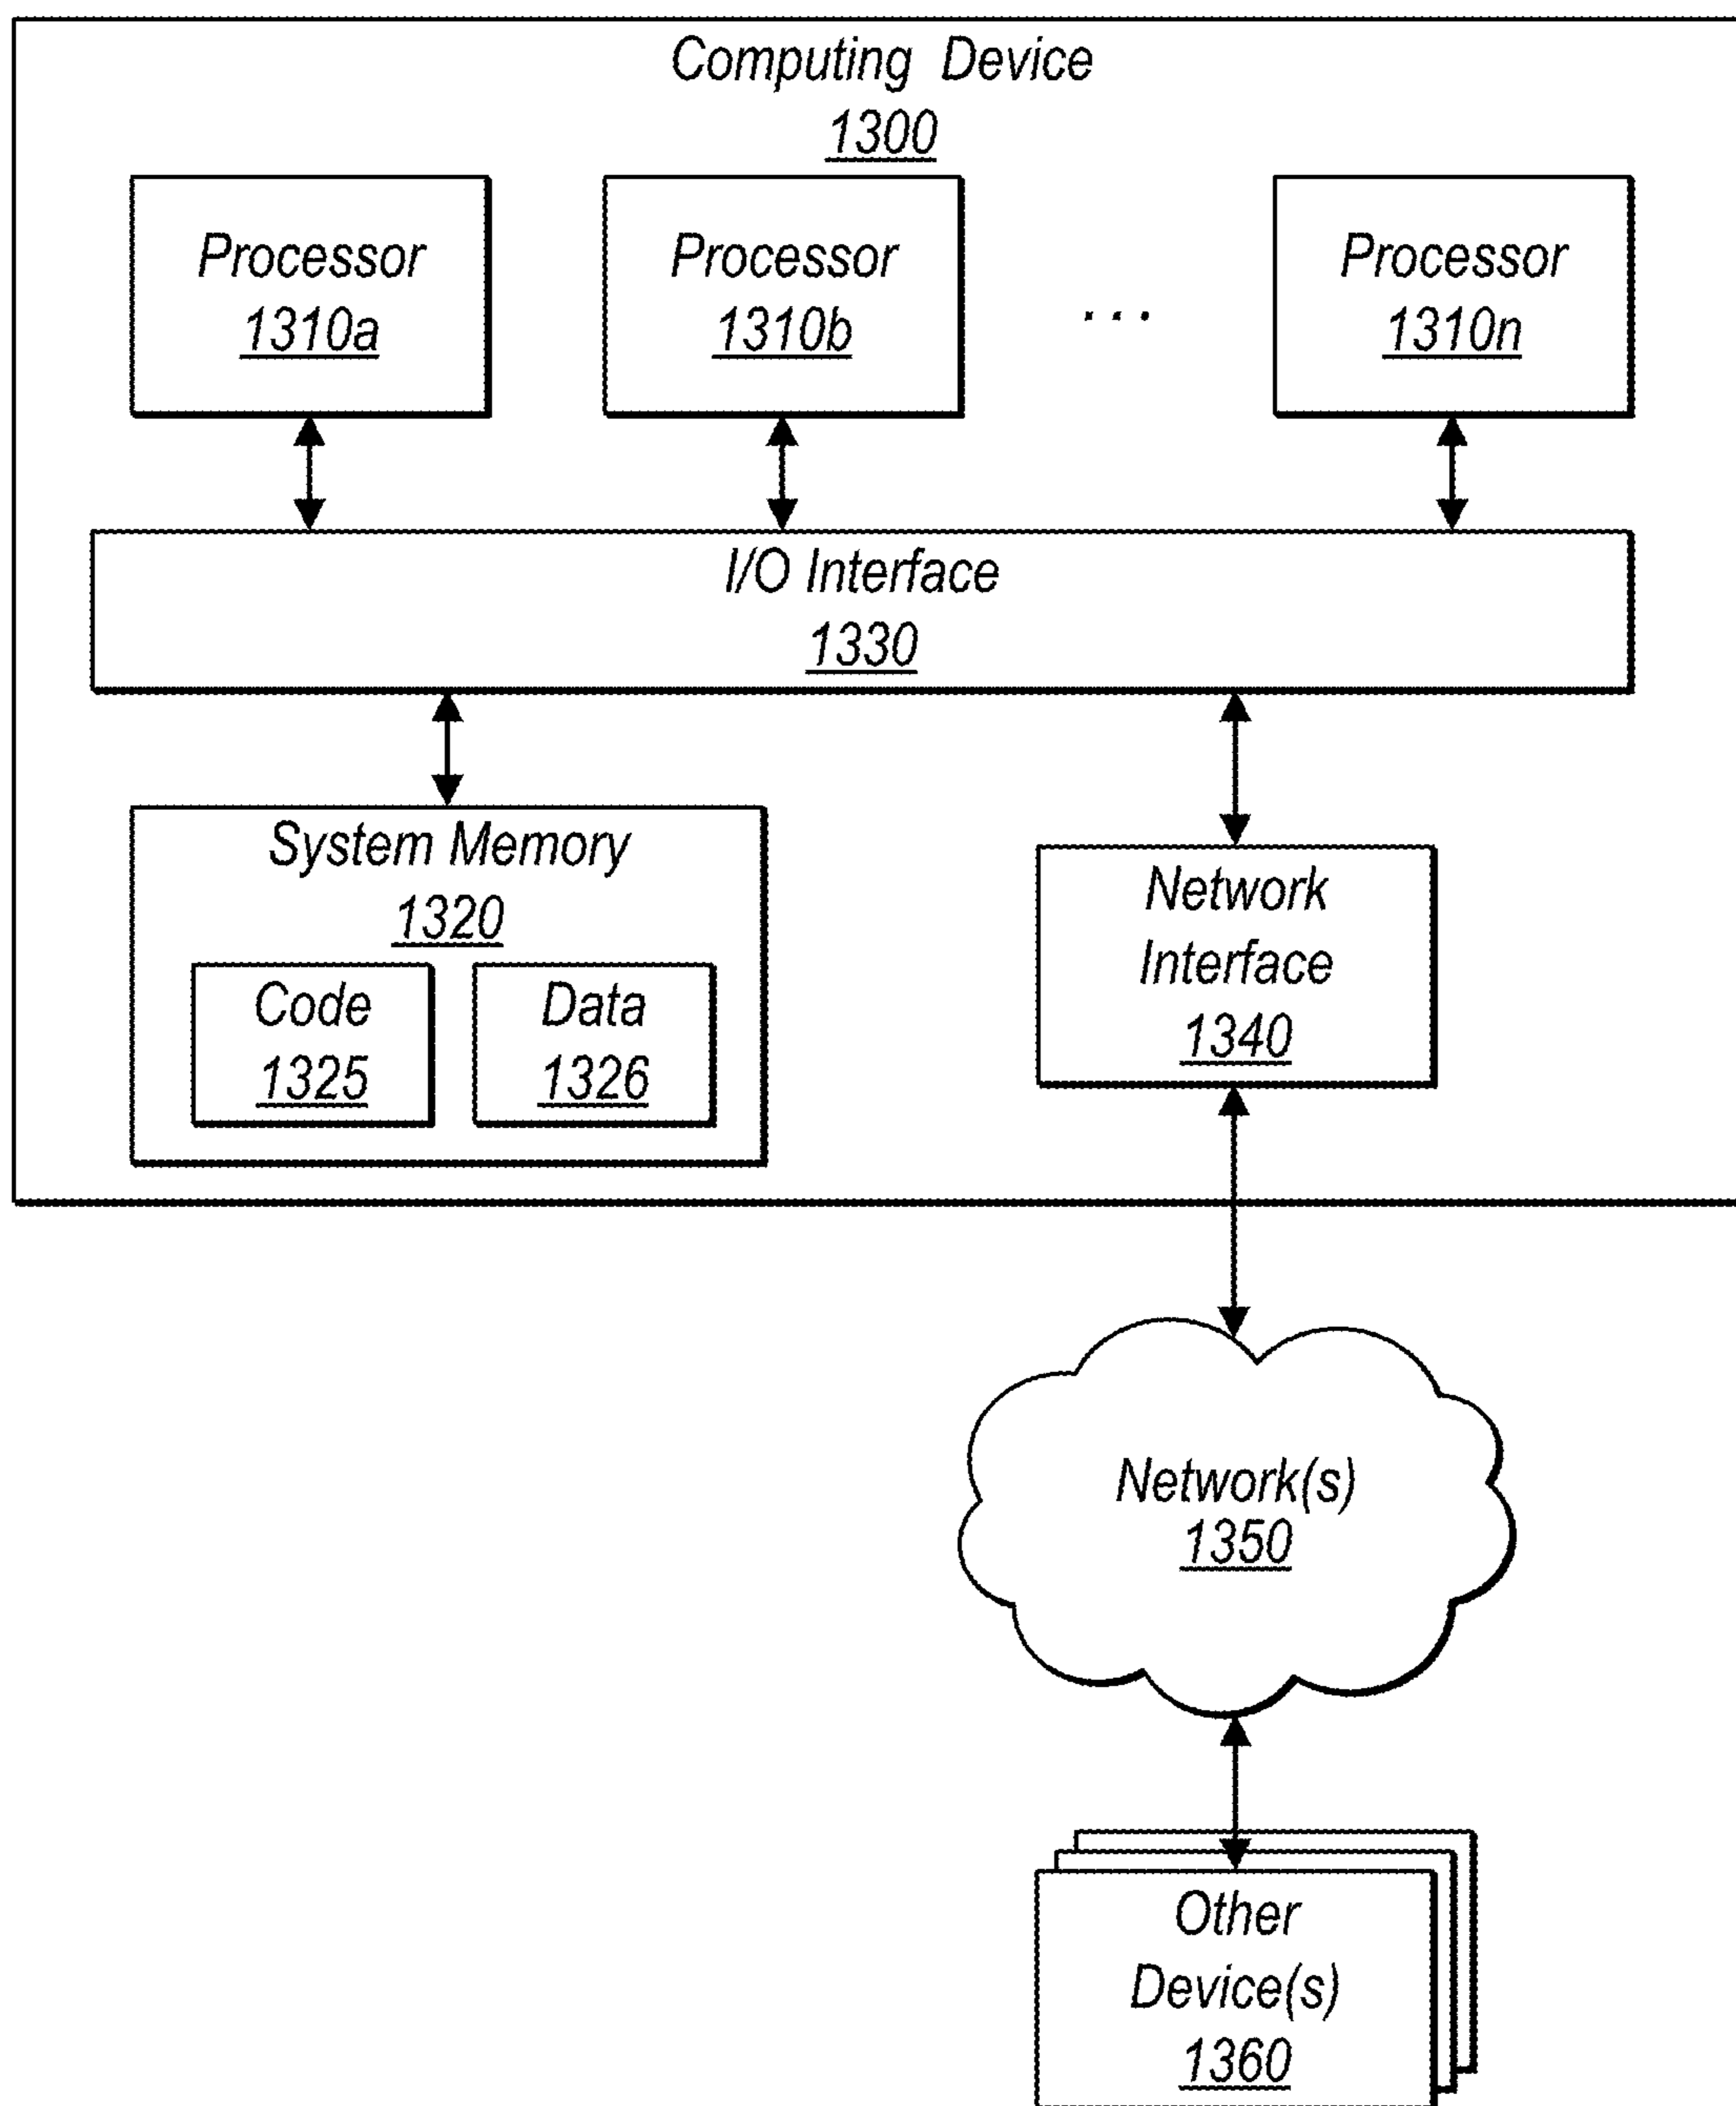 Computing Device
1300
Processor
1310a
Processor
1310b
...
Processor
1310n
I/O Interface
1330
System Memory
1320
Code
1325
Data
1326
Network
Interface
1340
Network(s)
1350
Other
Device(s)
1360